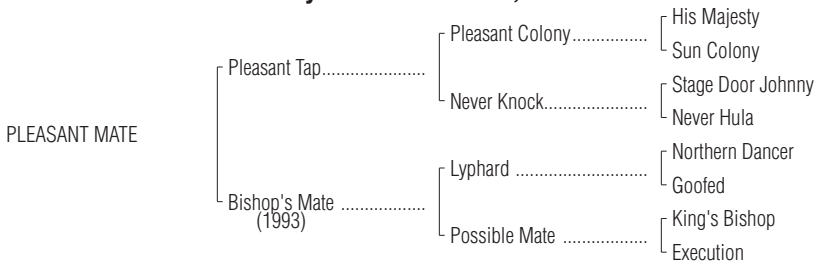 His Majesty
Pleasant Colony................
Sun Colony
Pleasant Tap......................
Stage Door Johnny
Never Knock......................
Never Hula
PLEASANT MATE
Northern Dancer
Lyphard ............................
Goofed
Bishop's Mate ..................
(1993)
King's Bishop
Possible Mate ..................
Execution